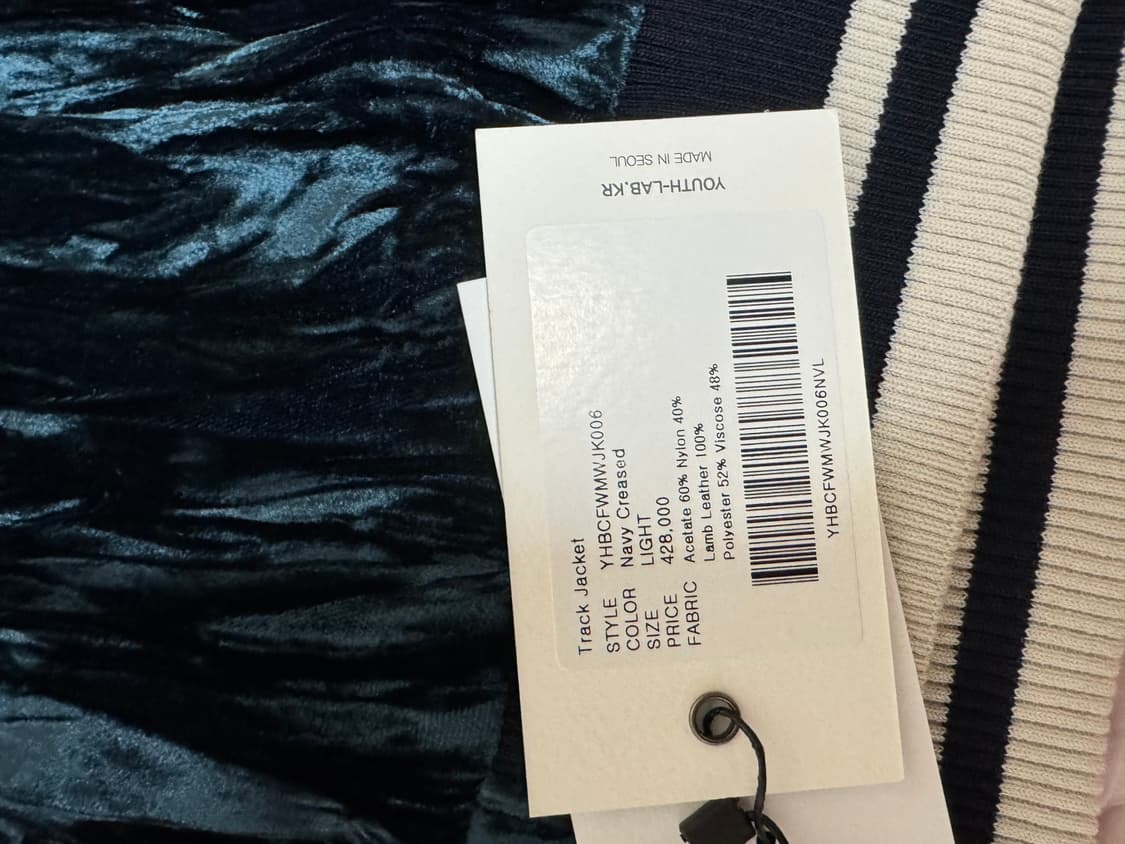 MADE IN SEOUL
YOUTH-LAB.KR
Track Jacket
STYLE YHBCFWMWJK006
COLOR Navy Creased
SIZE LIGHT
PRICE 428,000
FABRIC Acetate 60% Nylon 40%
Lamb Leather 100%
Polyester 52% Viscose 48%
YHBCFWMWJK006NVL